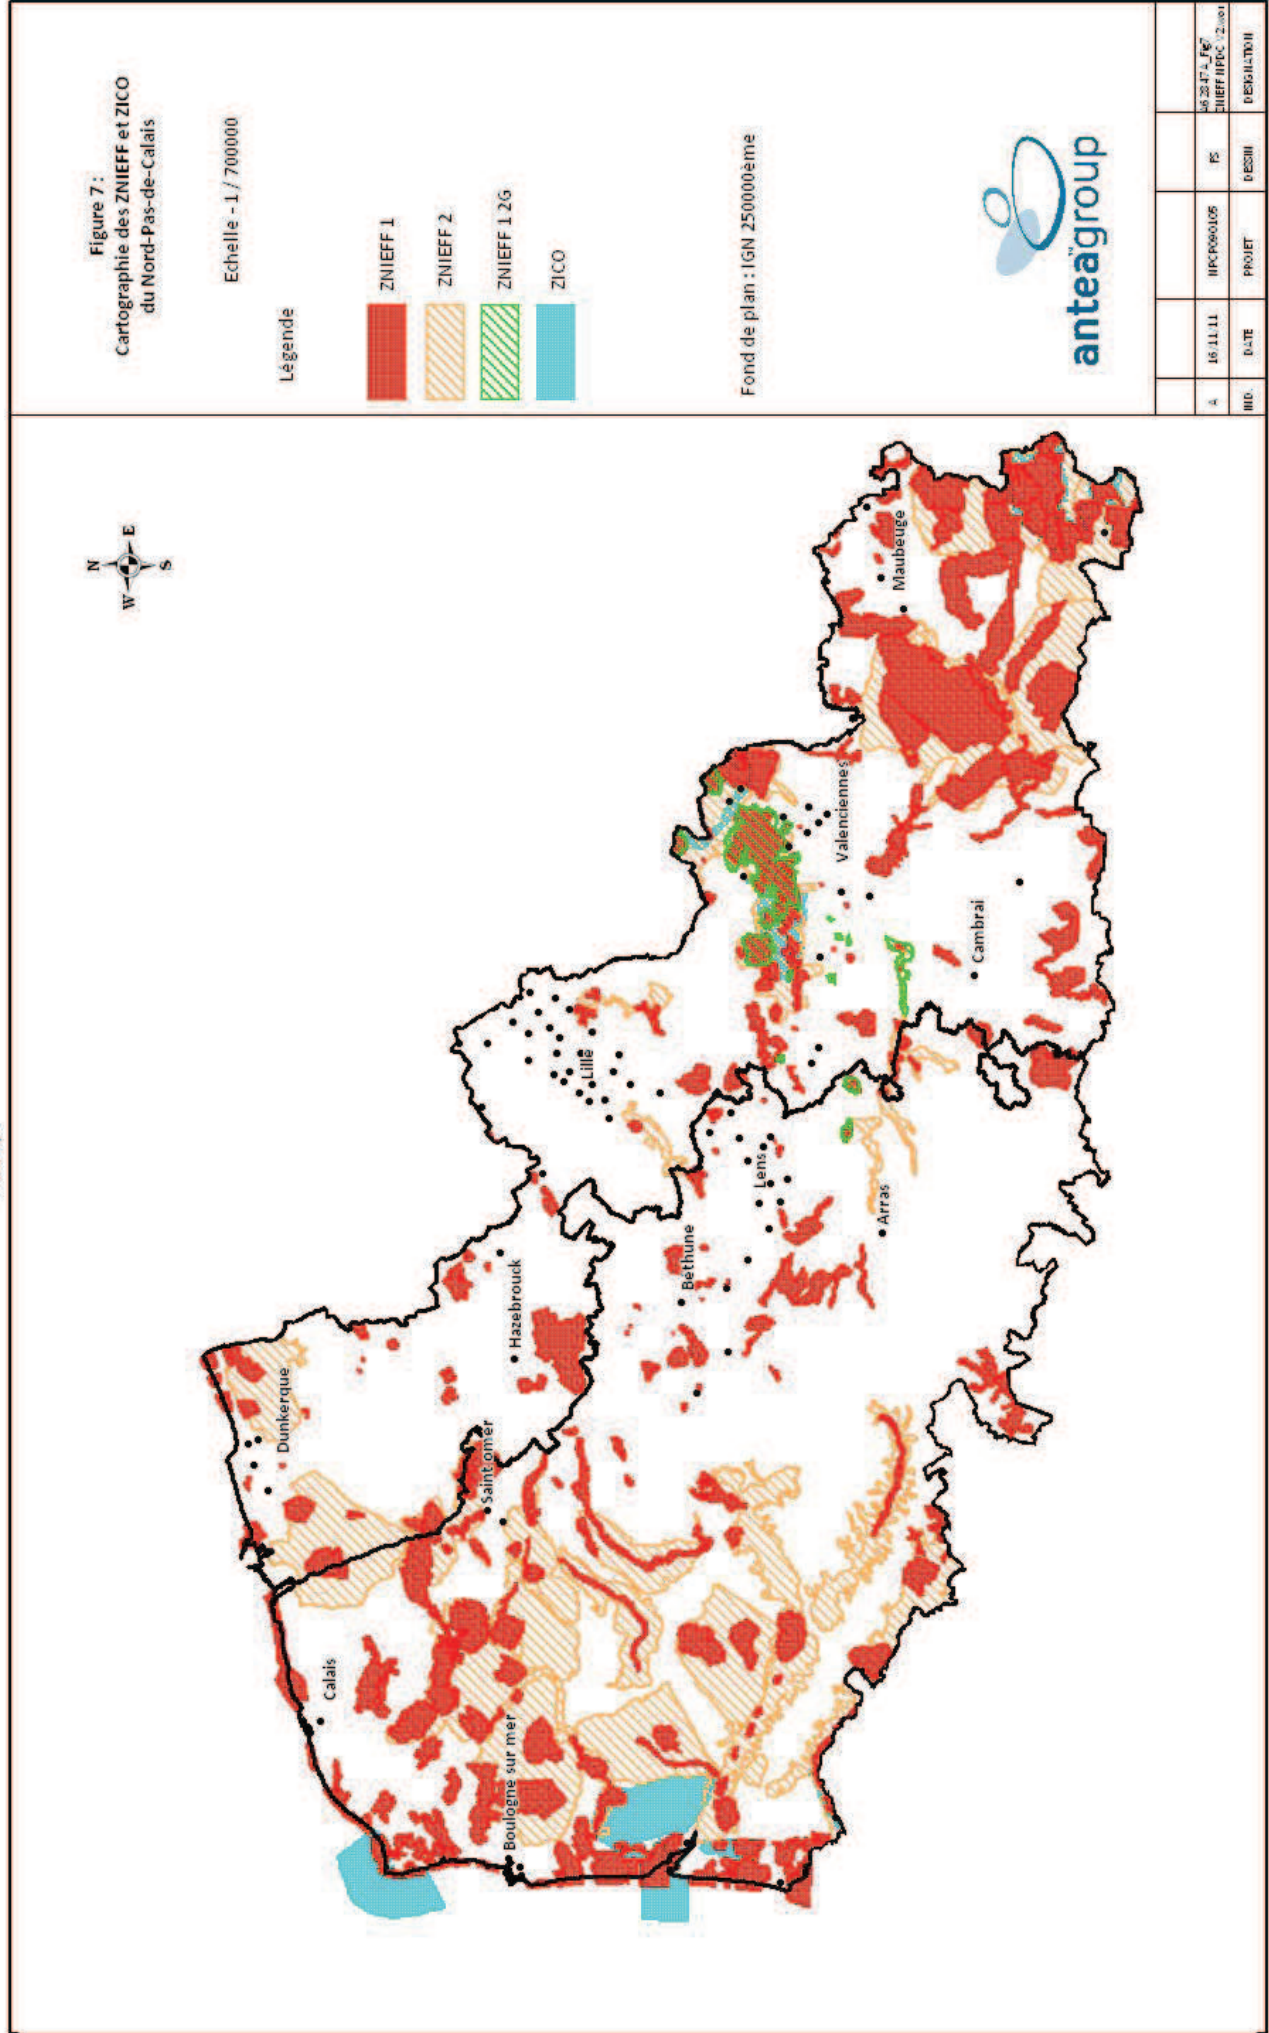 Figure 7 :
Cartographie des ZNIEFF et ZICO
du Nord-Pas-de-Calais
Echelle - 1 / 700000
Légende
ZNIEFF 1
ZNIEFF 2
ZNIEFF 1 2G
ZICO
Fond de plan : IGN 250000ème
anteagroup
A
16/11/11
NPCP090105
FS
IND.
DATE
PROJET
DESSIN
DESIGNATION
N
W
E
S
Dunkerque
Calais
Saint omer
Hazebrouck
Boulogne sur mer
Lille
Béthune
Lens
Arras
Valenciennes
Cambrai
Maubeuge